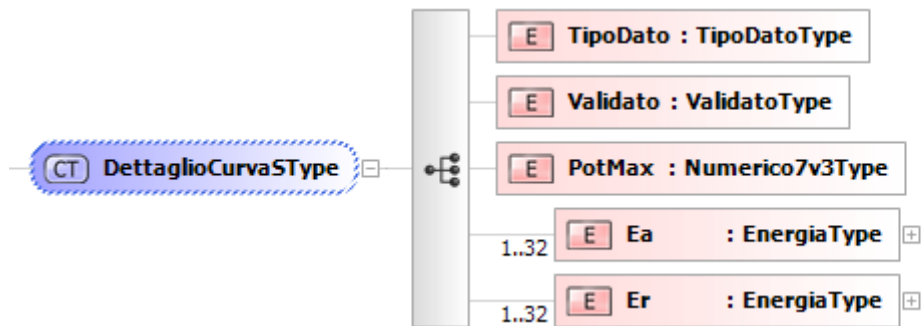 E TipoDato : TipoDatoType
E Validato : ValidatoType
CT DettaglioCurvaSType
E PotMax : Numerico7v3Type
E Ea : EnergiaType
1..32
E Er : EnergiaType
1..32